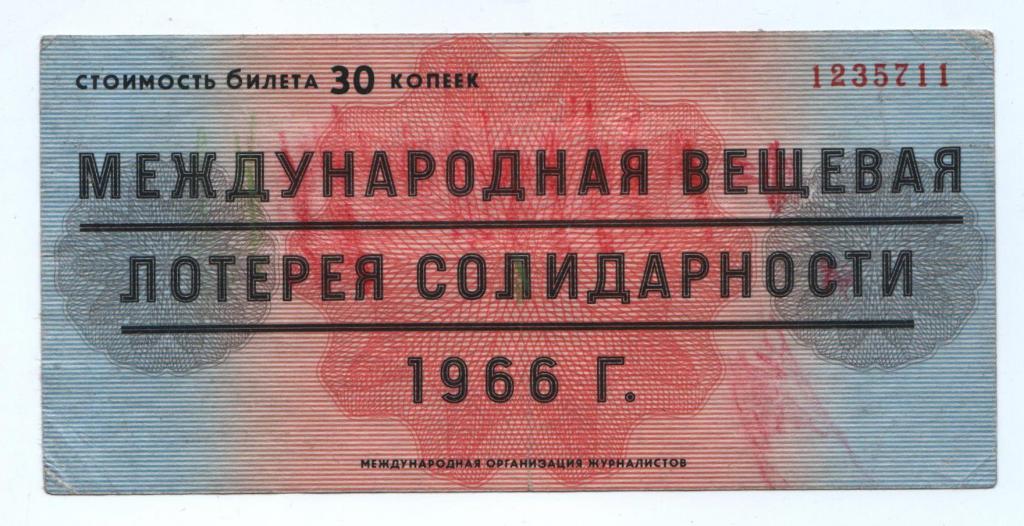 СТОИМОСТЬ БИЛЕТА 30 КОПЕЕК 1235711
МЕЖДУНАРОДНАЯ ВЕЩЕВАЯ
ЛОТЕРЕЯ СОЛИДАРНОСТИ
1966 Г.
МЕЖДУНАРОДНАЯ ОРГАНИЗАЦИЯ ЖУРНАЛИСТОВ